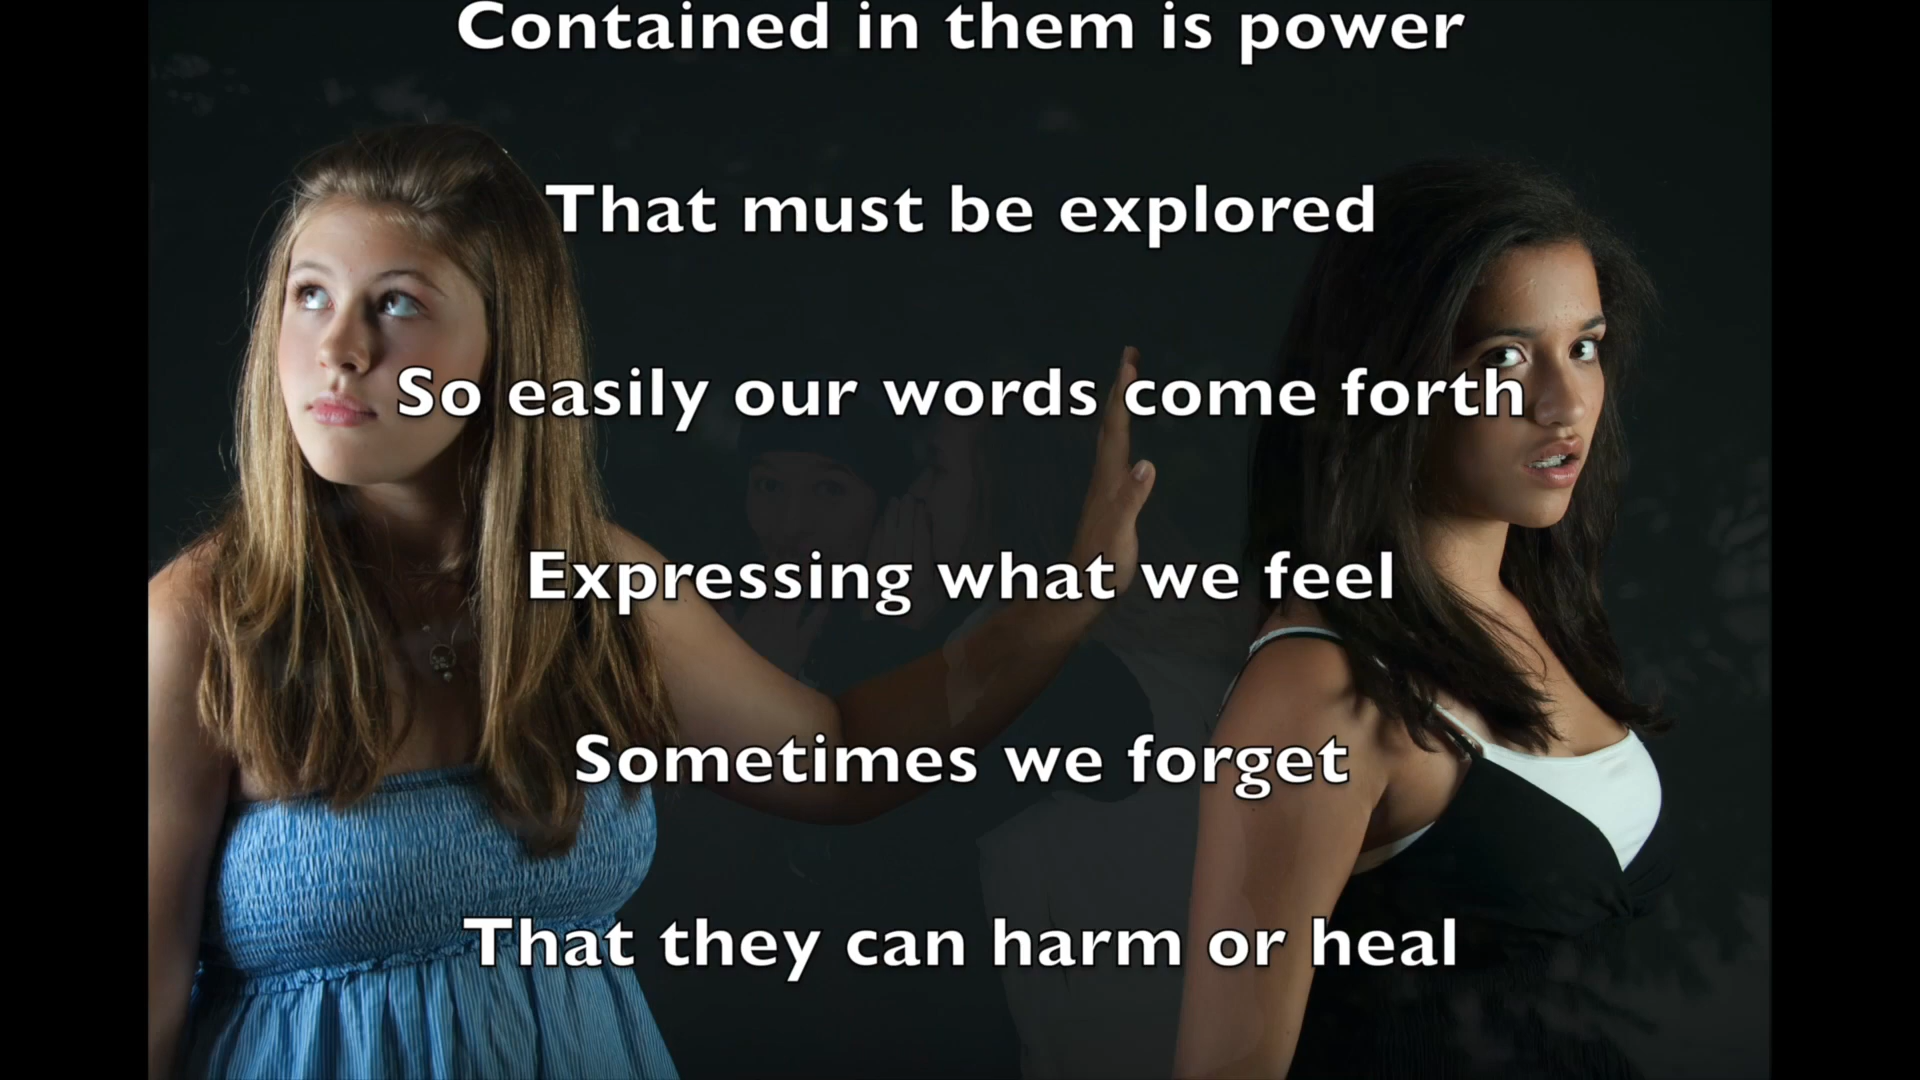 Contained in them is power
That must be explored
So easily our words come forth
Expressing what we feel
Sometimes we forget
That they can harm or heal